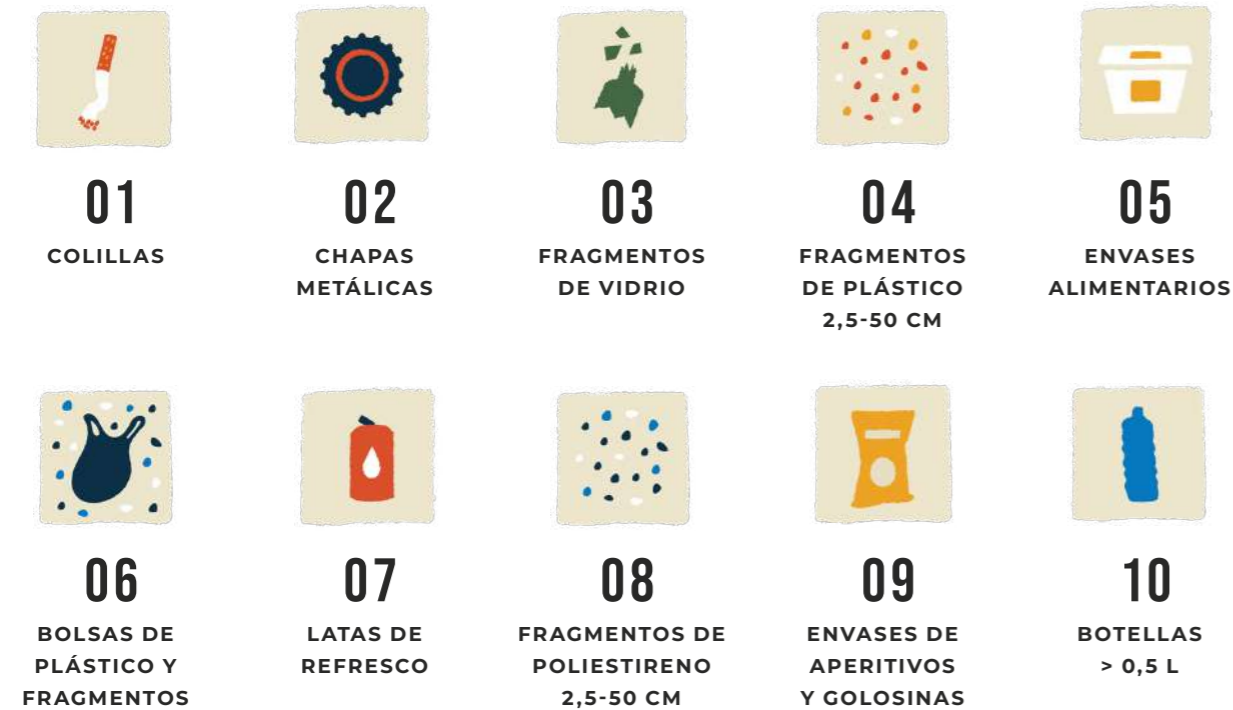 01
COLILLAS
02
CHAPAS
METÁLICAS
03
FRAGMENTOS
DE VIDRIO
04
FRAGMENTOS
DE PLÁSTICO
2,5-50 CM
05
ENVASES
ALIMENTARIOS
06
BOLSAS DE
PLÁSTICO Y
FRAGMENTOS
07
LATAS DE
REFRESCO
08
FRAGMENTOS DE
POLIESTIRENO
2,5-50 CM
09
ENVASES DE
APERITIVOS
Y GOLOSINAS
10
BOTELLAS
> 0,5 L